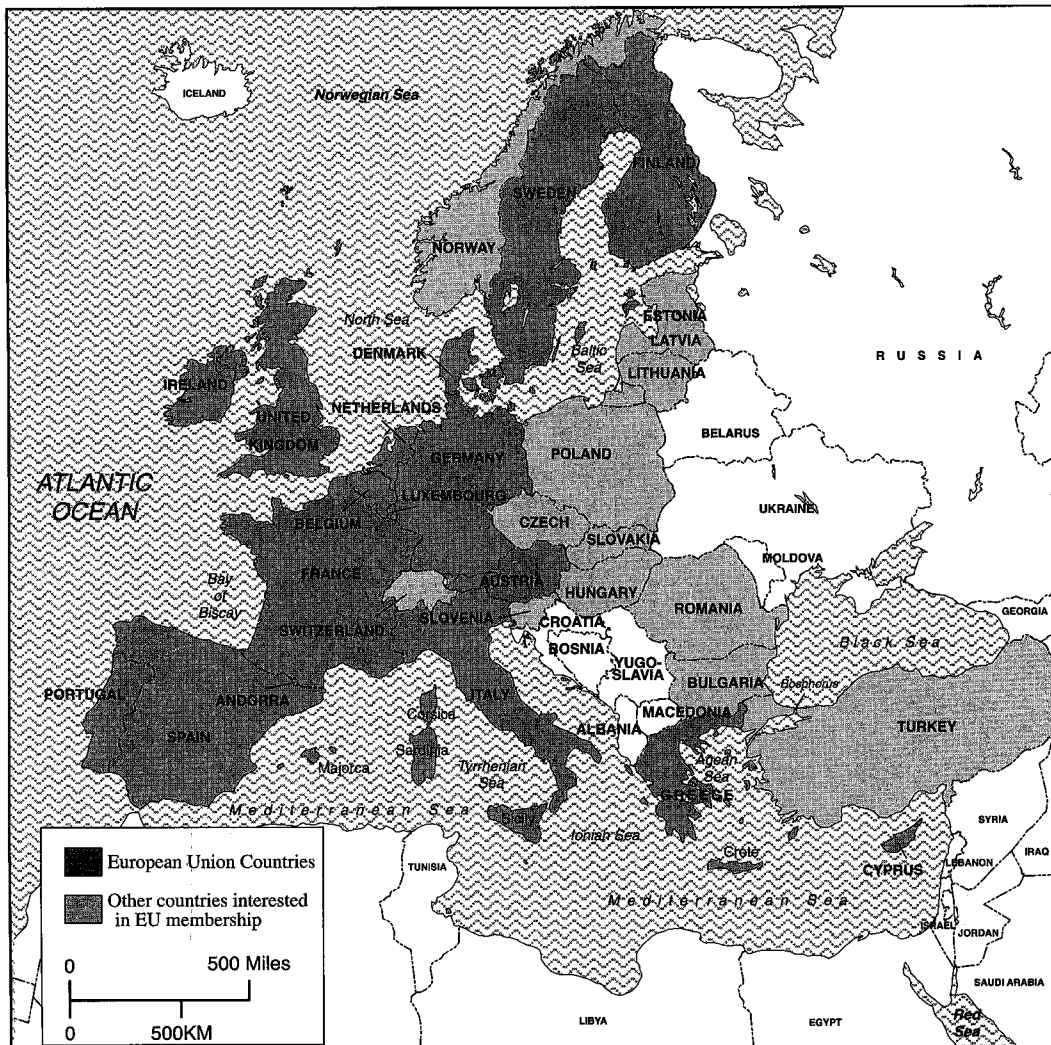 ICELAND
Norwegian Sea
FINLAND
SWEDEN
NORWAY
North Sea
ESTONIA
DENMARK
Baltic
Sea
LATVIA
RUSSIA
LITHUANIA
IRELAND
NETHERLANDS
UNITED
KINGDOM
BELARUS
GERMANY
POLAND
ATLANTIC
OCEAN
LUXEMBOURG
BELGIUM
CZECH
UKRAINE
SLOVAKIA
MOLDOVA
Bay
of
Biscay
FRANCE
AUSTRIA
HUNGARY
ROMANIA
SWITZERLAND
SLOVENIA
CROATIA
GEORGIA
BOSNIA
Black Sea
YUGO-
SLAVIA
BULGARIA
Bosphorus
PORTUGAL
ANDORRA
ITALY
SPAIN
Corsica
MACEDONIA
ALBANIA
TURKEY
Sardinia
Majorca
Tyrrhenian
Sea
Agean
Sea
GREECE
Mediterranean Sea
Sicily
Ionian Sea
SYRIA
Crete
CYPRUS
LEBANON
IRAQ
TUNISIA
Mediterranean Sea
ISRAEL
JORDAN
SAUDI ARABIA
LIBYA
EGYPT
Red
Sea
European Union Countries
Other countries interested
in EU membership
0 500 Miles
0 500KM